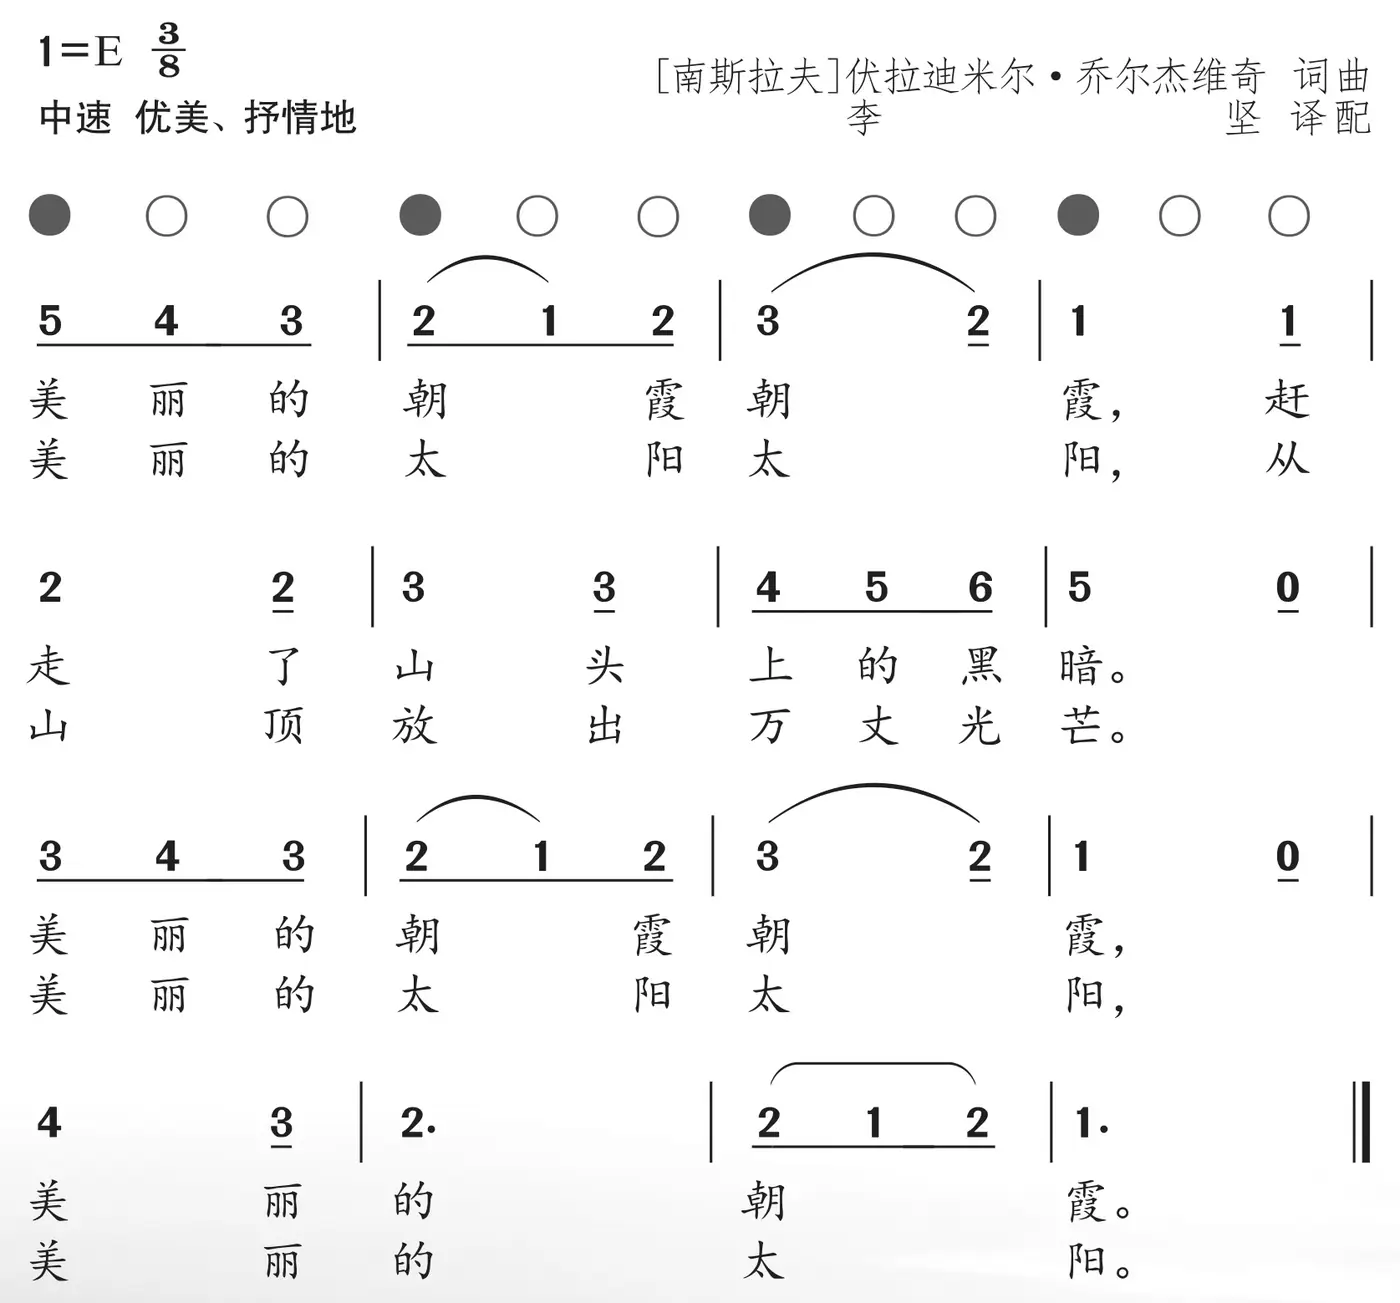 1=E 3/8
[南斯拉夫]伏拉迪米尔·乔尔杰维奇 词曲
中速 优美、抒情地
李 坚 译配
5 4 3 | 2 1 2 | 3 2 | 1 1 |
美 丽 的 朝 霞 朝 霞, 赶
美 丽 的 太 阳 太 阳, 从
2 2 | 3 3 | 4 5 6 | 5 0 |
走 了 山 头 上 的 黑 暗。
山 顶 放 出 万 丈 光 芒。
3 4 3 | 2 1 2 | 3 2 | 1 0 |
美 丽 的 朝 霞 朝 霞,
美 丽 的 太 阳 太 阳,
4 3 | 2. | 2 1 2 | 1. ‖
美 丽 的 朝 霞。
美 丽 的 太 阳。